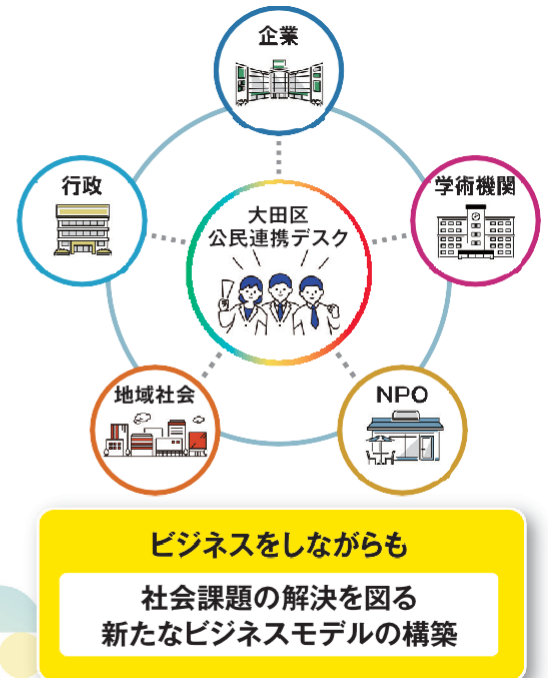 企業
行政
学術機関
大田区
公民連携デスク
地域社会
NPO
ビジネスをしながらも
社会課題の解決を図る
新たなビジネスモデルの構築